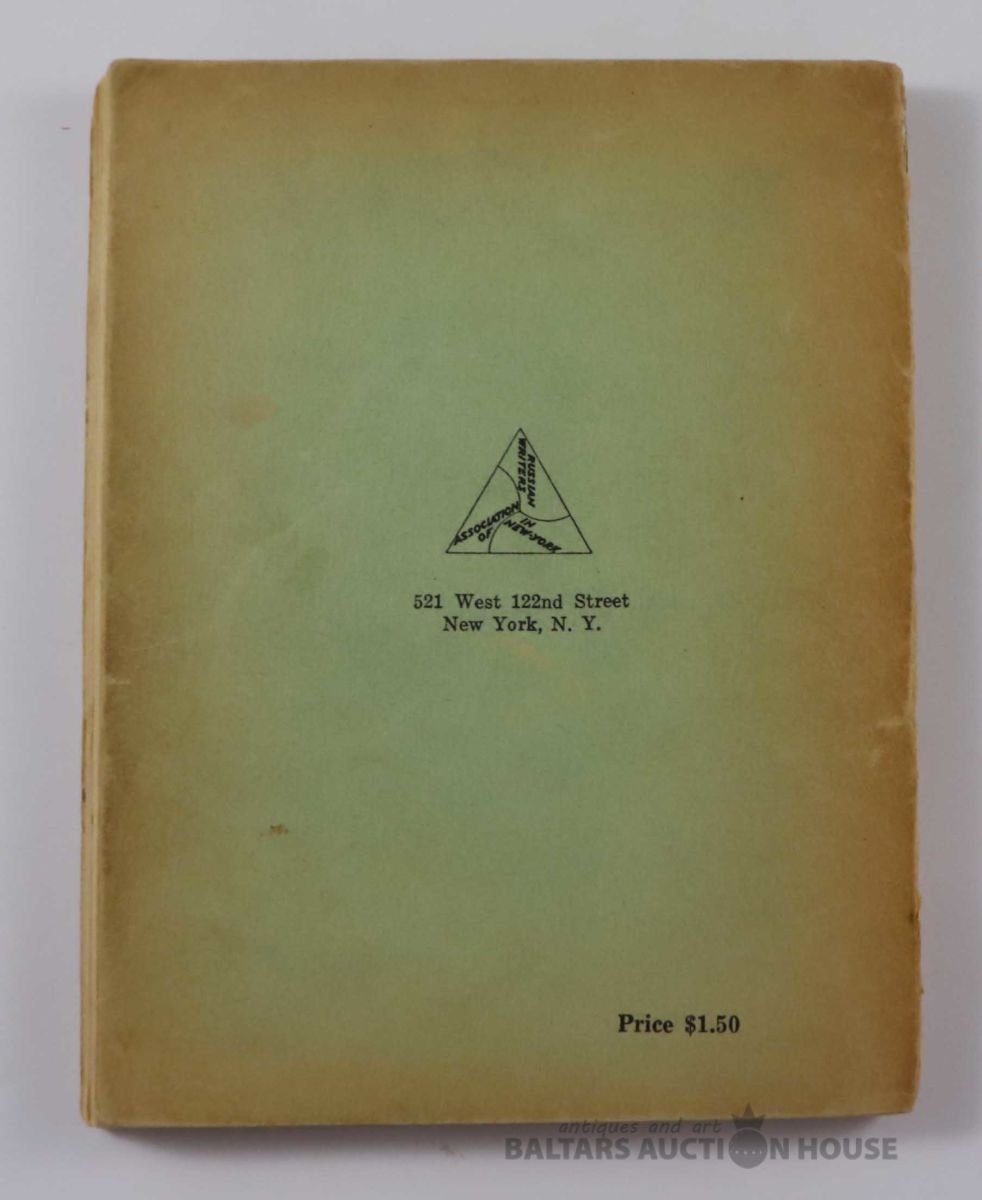 ASSOCIATION
OF
RUSSIAN
WRITERS
IN
NEW-YORK
521 West 122nd Street
New York, N. Y.
Price $1.50
antiques and art
BALTARS AUCTION HOUSE